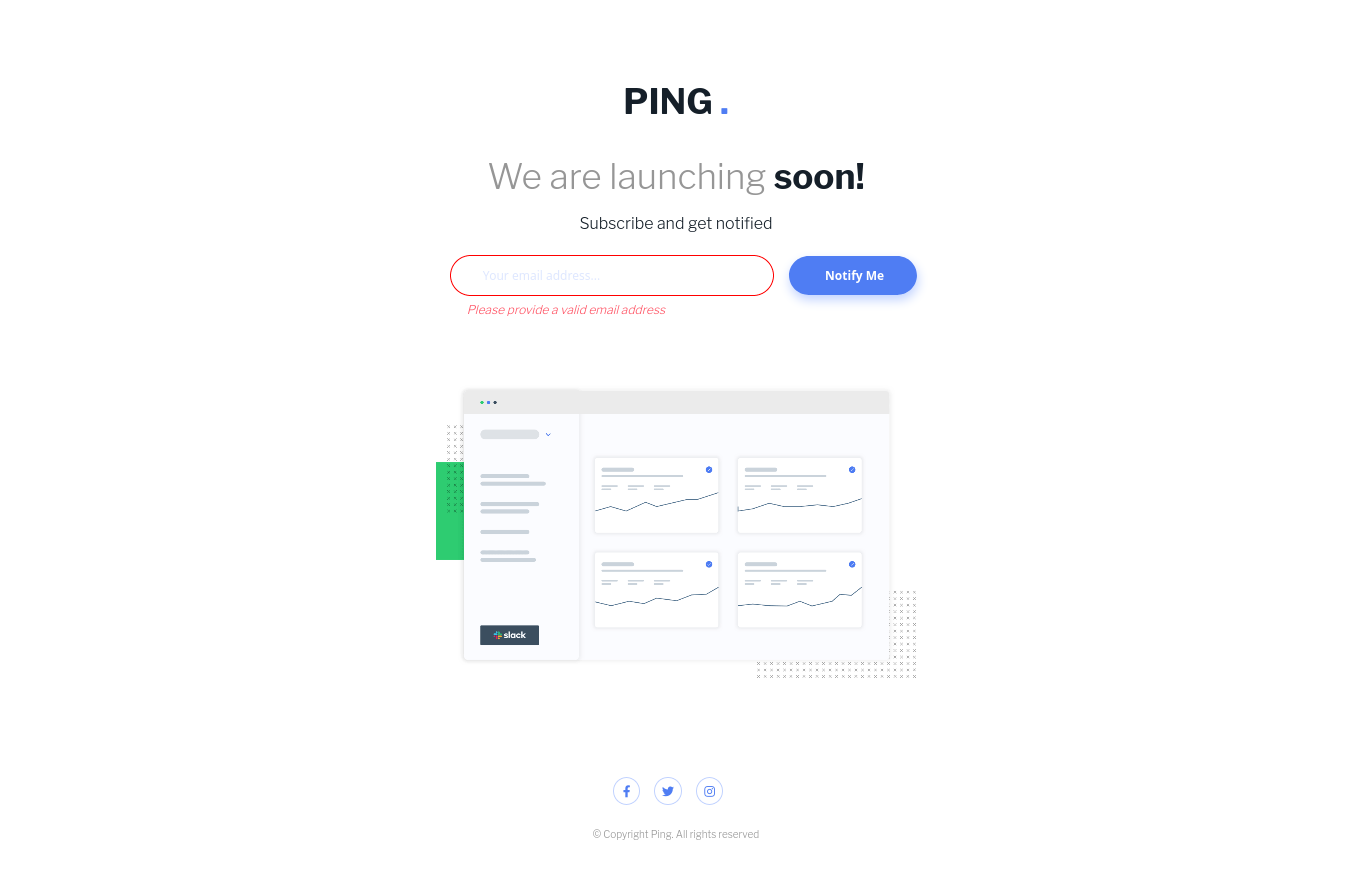 PING .
We are launching soon!
Subscribe and get notified
Your email address...
Notify Me
Please provide a valid email address
slack
© Copyright Ping. All rights reserved